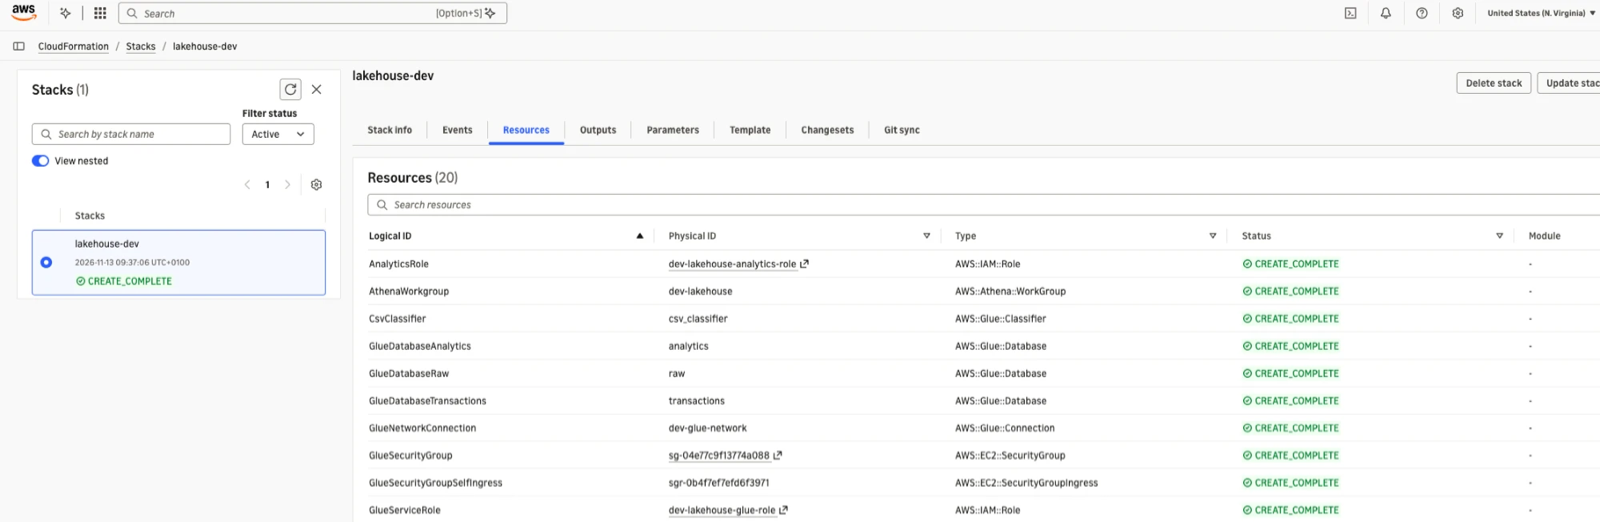 aws
Search [Option+S]
United States (N. Virginia)
CloudFormation / Stacks / lakehouse-dev
Stacks (1)
Filter status
Search by stack name
Active
View nested
1
Stacks
lakehouse-dev
2026-11-13 09:37:06 UTC+0100
CREATE_COMPLETE
lakehouse-dev
Delete stack
Update stac
Stack info Events Resources Outputs Parameters Template Changesets Git sync
Resources (20)
Search resources
Logical ID Physical ID Type Status Module
AnalyticsRole dev-lakehouse-analytics-role AWS::IAM::Role CREATE_COMPLETE -
AthenaWorkgroup dev-lakehouse AWS::Athena::WorkGroup CREATE_COMPLETE -
CsvClassifier csv_classifier AWS::Glue::Classifier CREATE_COMPLETE -
GlueDatabaseAnalytics analytics AWS::Glue::Database CREATE_COMPLETE -
GlueDatabaseRaw raw AWS::Glue::Database CREATE_COMPLETE -
GlueDatabaseTransactions transactions AWS::Glue::Database CREATE_COMPLETE -
GlueNetworkConnection dev-glue-network AWS::Glue::Connection CREATE_COMPLETE -
GlueSecurityGroup sg-04e77c9f13774a088 AWS::EC2::SecurityGroup CREATE_COMPLETE -
GlueSecurityGroupSelfIngress sgr-0b4f7ef7efd6f3971 AWS::EC2::SecurityGroupIngress CREATE_COMPLETE -
GlueServiceRole dev-lakehouse-glue-role AWS::IAM::Role CREATE_COMPLETE -